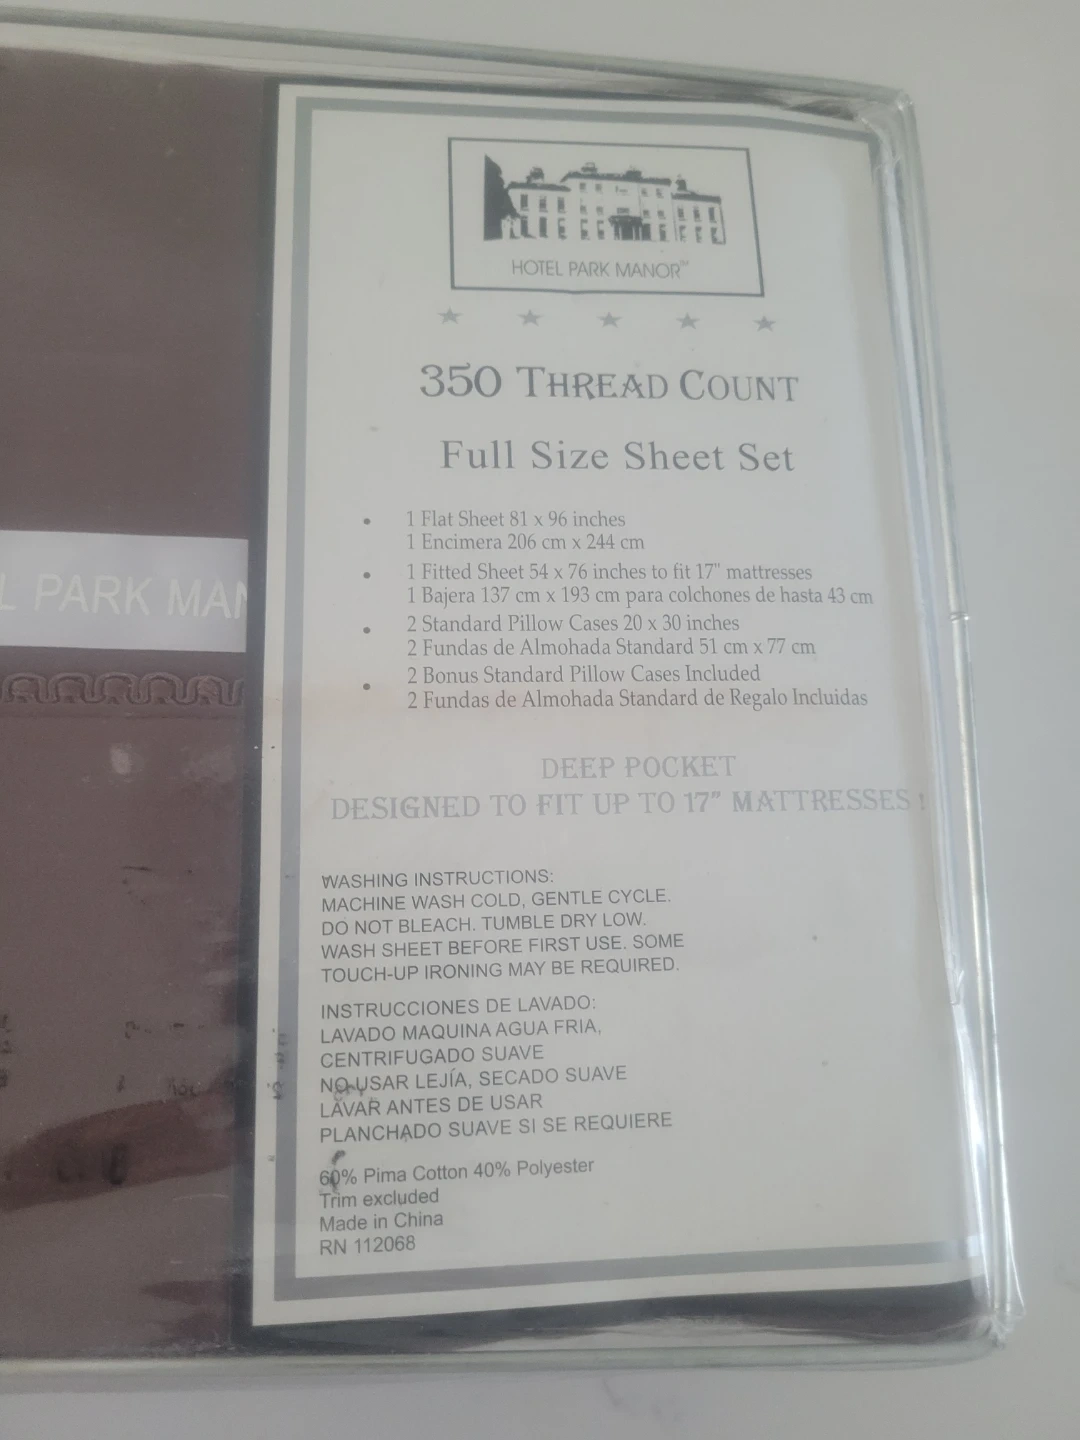 HOTEL PARK MANOR™
350 THREAD COUNT
Full Size Sheet Set
• 1 Flat Sheet 81 x 96 inches
1 Encimera 206 cm x 244 cm
• 1 Fitted Sheet 54 x 76 inches to fit 17" mattresses
1 Bajera 137 cm x 193 cm para colchones de hasta 43 cm
• 2 Standard Pillow Cases 20 x 30 inches
2 Fundas de Almohada Standard 51 cm x 77 cm
• 2 Bonus Standard Pillow Cases Included
2 Fundas de Almohada Standard de Regalo Incluidas
L PARK MAN
DEEP POCKET
DESIGNED TO FIT UP TO 17" MATTRESSES !
WASHING INSTRUCTIONS:
MACHINE WASH COLD, GENTLE CYCLE.
DO NOT BLEACH. TUMBLE DRY LOW.
WASH SHEET BEFORE FIRST USE. SOME
TOUCH-UP IRONING MAY BE REQUIRED.
INSTRUCCIONES DE LAVADO:
LAVADO MAQUINA AGUA FRIA,
CENTRIFUGADO SUAVE
NO USAR LEJÍA, SECADO SUAVE
LAVAR ANTES DE USAR
PLANCHADO SUAVE SI SE REQUIERE
60% Pima Cotton 40% Polyester
Trim excluded
Made in China
RN 112068